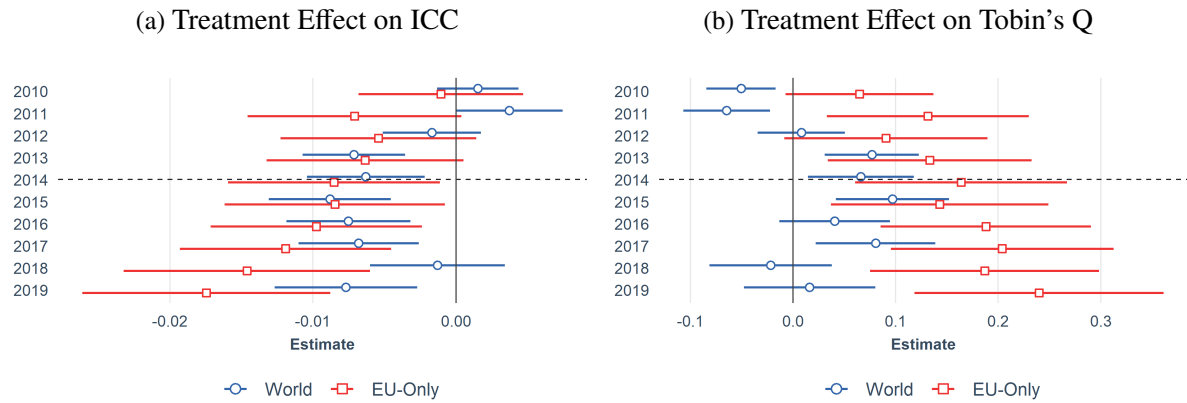 (a) Treatment Effect on ICC
2010
2011
2012
2013
2014
2015
2016
2017
2018
2019
-0.02 -0.01 0.00
Estimate
World EU-Only
(b) Treatment Effect on Tobin's Q
2010
2011
2012
2013
2014
2015
2016
2017
2018
2019
-0.1 0.0 0.1 0.2 0.3
Estimate
World EU-Only